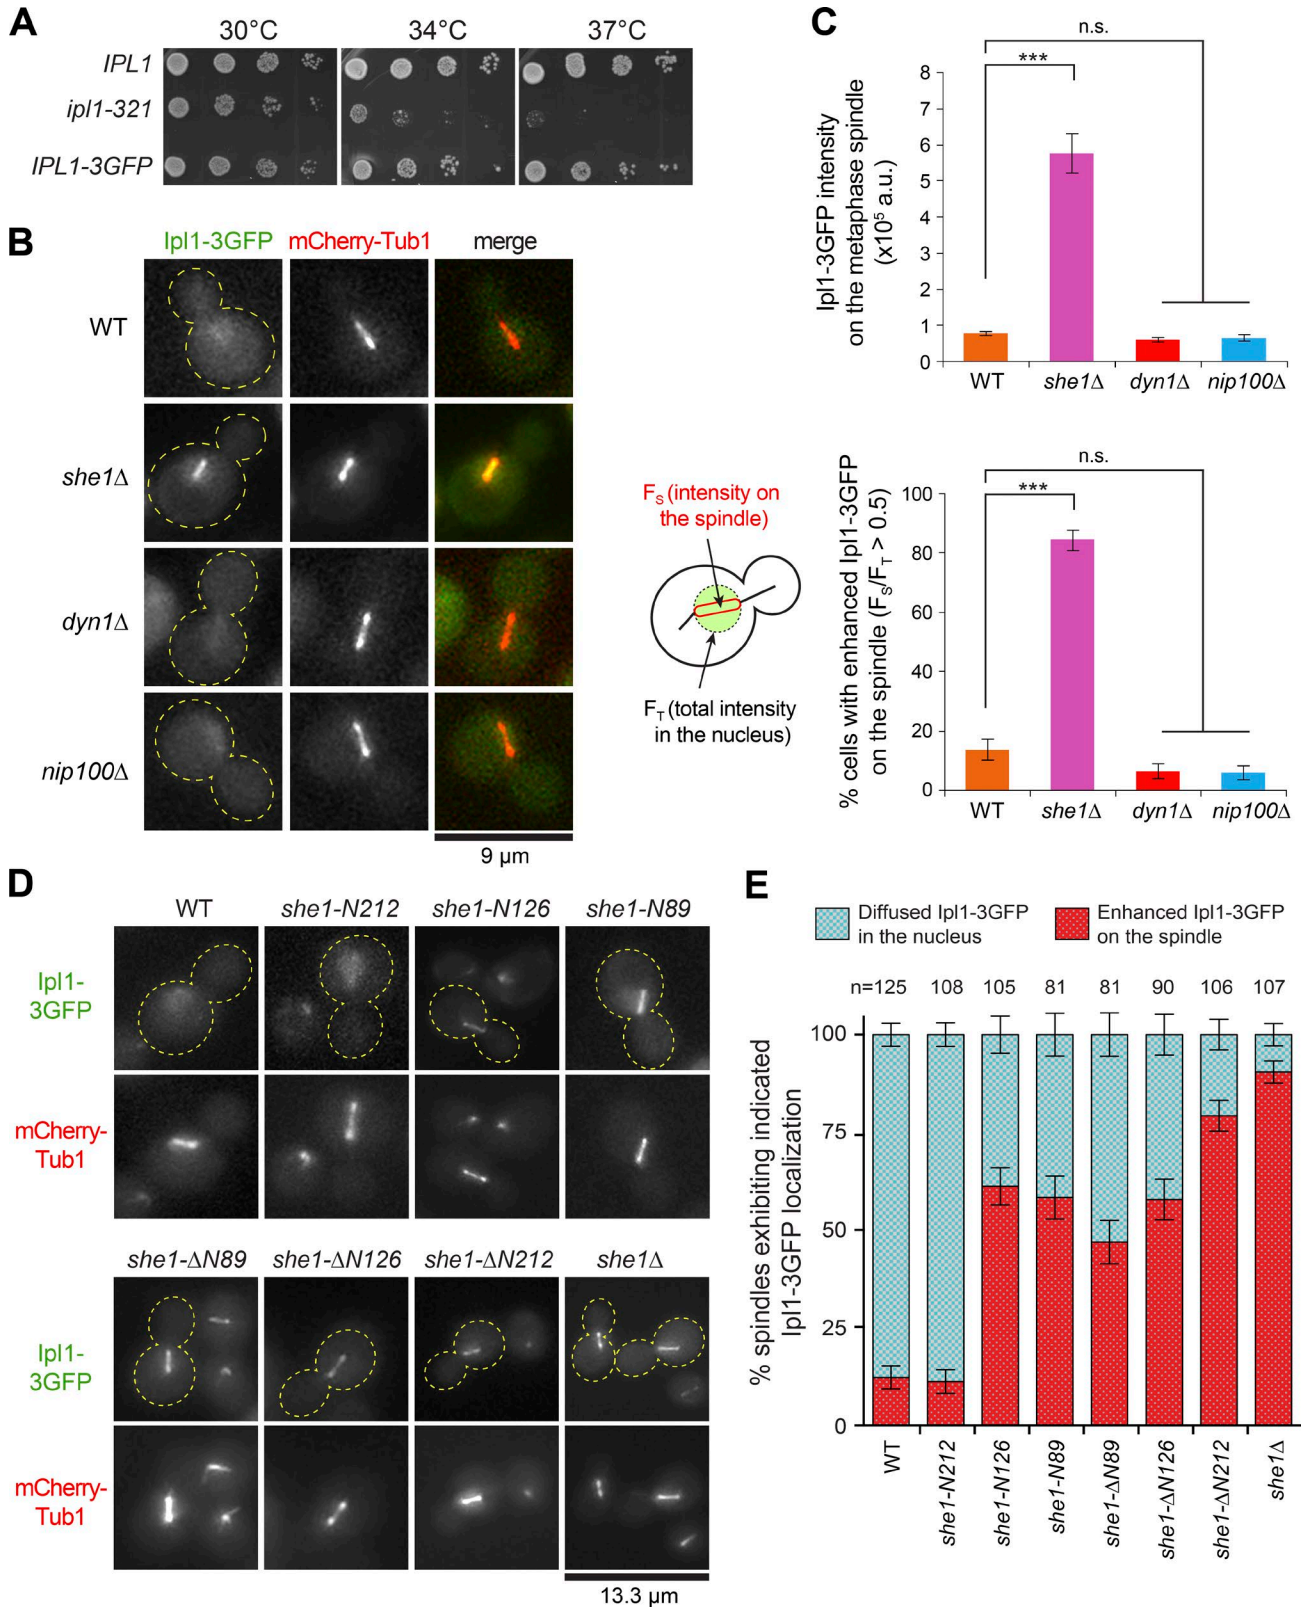 A
30°C
34°C
37°C
IPL1
ipl1-321
IPL1-3GFP
B
Ipl1-3GFP
mCherry-Tub1
merge
WT
she1Δ
dyn1Δ
nip100Δ
9 µm
F_S (intensity on
the spindle)
F_T (total intensity
in the nucleus)
C
Ipl1-3GFP intensity
on the metaphase spindle
(x10⁵ a.u.)
n.s.
***
8
7
6
5
4
3
2
1
0
WT
she1Δ
dyn1Δ
nip100Δ
% cells with enhanced Ipl1-3GFP
on the spindle (F_S/F_T > 0.5)
n.s.
***
100
80
60
40
20
0
WT
she1Δ
dyn1Δ
nip100Δ
D
WT
she1-N212
she1-N126
she1-N89
Ipl1-
3GFP
mCherry-
Tub1
she1-ΔN89
she1-ΔN126
she1-ΔN212
she1Δ
Ipl1-
3GFP
mCherry-
Tub1
13.3 µm
E
Diffused Ipl1-3GFP
in the nucleus
Enhanced Ipl1-3GFP
on the spindle
n=125 108 105 81 81 90 106 107
% spindles exhibiting indicated
Ipl1-3GFP localization
100
75
50
25
0
WT
she1-N212
she1-N126
she1-N89
she1-ΔN89
she1-ΔN126
she1-ΔN212
she1Δ